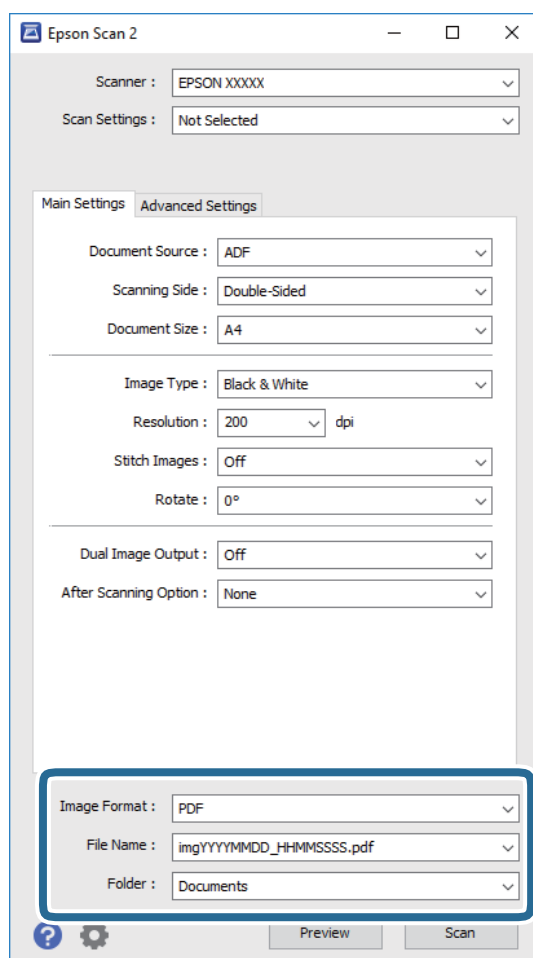 Epson Scan 2
Scanner : EPSON XXXXX
Scan Settings : Not Selected
Main Settings Advanced Settings
Document Source : ADF
Scanning Side : Double-Sided
Document Size : A4
Image Type : Black & White
Resolution : 200 dpi
Stitch Images : Off
Rotate : 0°
Dual Image Output : Off
After Scanning Option : None
Image Format : PDF
File Name : imgYYYYMMDD_HHMMSSSS.pdf
Folder : Documents
? Preview Scan